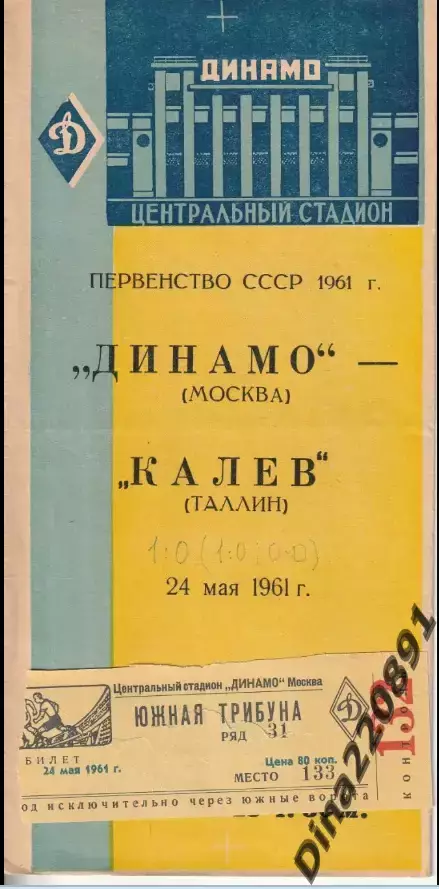 ДИНАМО
Д
ЦЕНТРАЛЬНЫЙ СТАДИОН
ПЕРВЕНСТВО СССР 1961 г.
„ДИНАМО“ —
(МОСКВА)
„КАЛЕВ“
(ТАЛЛИН)
1:0 (1:0; 0:0)
24 мая 1961 г.
Центральный стадион „ДИНАМО“ Москва
ЮЖНАЯ ТРИБУНА
РЯД 31
БИЛЕТ
24 мая 1961 г.
Цена 80 коп.
МЕСТО 133
Д
од исключительно через южные ворота
Dina220891